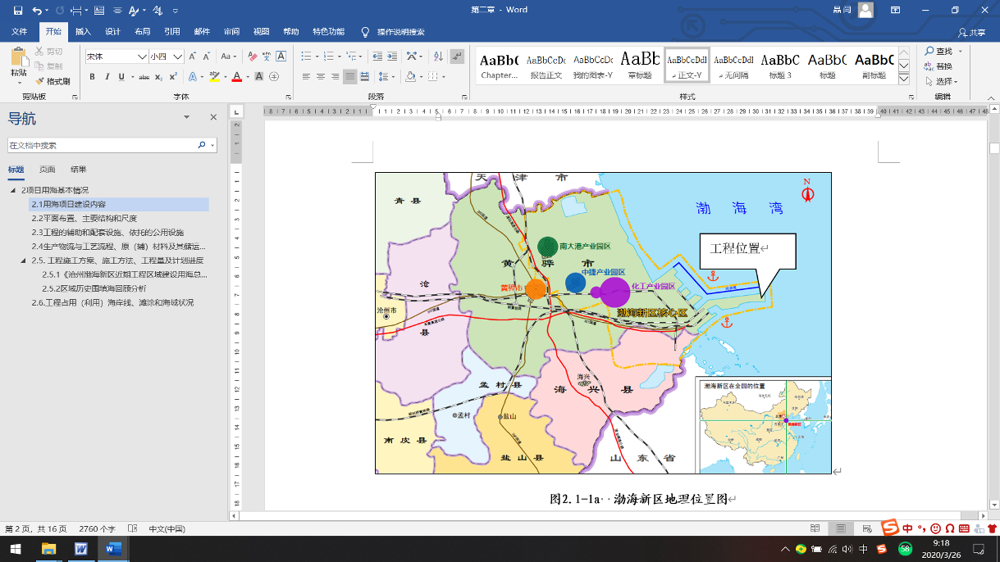 第二章 - Word
晶 闫
文件 开始 插入 设计 布局 引用 邮件 审阅 视图 帮助 特色功能 操作说明搜索
共享
粘贴
剪切
复制
格式刷
剪贴板
宋体 小四
字体
段落
AaBbC AaBbCcDc AaBbCcDc AaBb AaBbCcDdI AaBbCcDdI AaBbC AaBbC AaBbC
Chapter... 报告正文 我的图表-Y 章标题 正文-Y 无间隔 标题 3 标题 副标题
样式
查找
替换
选择
编辑
导航
在文档中搜索
标题 页面 结果
2项目用海基本情况
2.1用海项目建设内容
2.2平面布置、主要结构和尺度
2.3工程的辅助和配套设施、依托的公用设施
2.4生产物流与工艺流程、原（辅）材料及其储运...
2.5. 工程施工方案、施工方法、工程量及计划进度
2.5.1《沧州渤海新区近期工程区域建设用海总...
2.5.2区域历史围填海回顾分析
2.6.工程占用（利用）海岸线、滩涂和海域状况
天 津 市
青 县
N
渤 海 湾
工程位置
南大港产业园区
黄 骅 市
中捷产业园区
黄骅市
化工产业园区
沧
沧州市
渤海新区核心区
县
海兴
孟 村 县
海 兴 县
渤海新区在全国的位置
孟村
盐山
南 皮 县
盐 山 县
山 东 省
图2.1-1a 渤海新区地理位置图
第 2 页，共 16 页 2760 个字 中文(中国)
中
中
58
9:18
2020/3/26